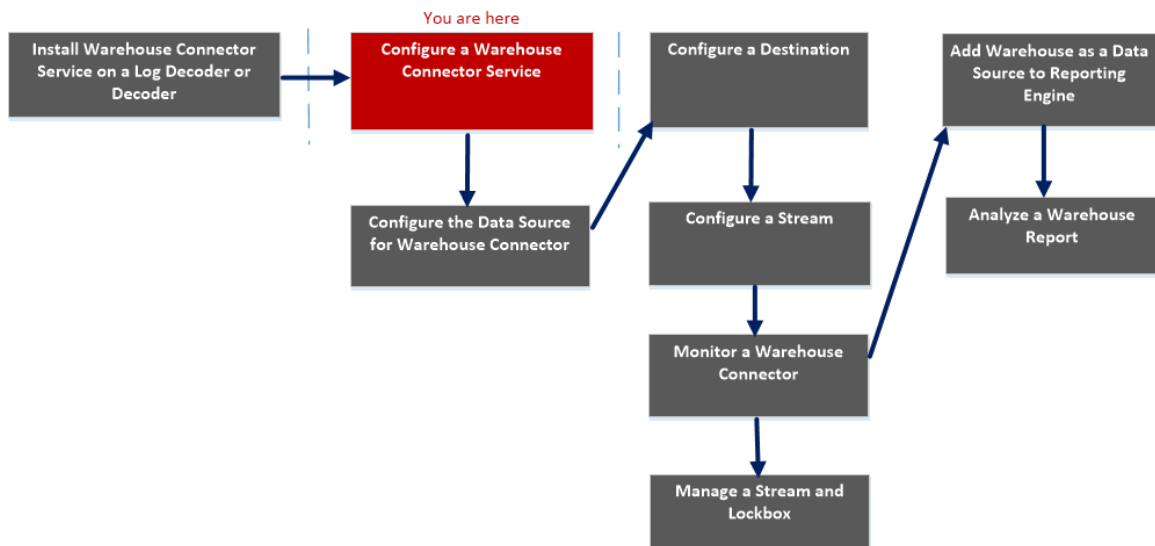 You are here
Install Warehouse Connector
Service on a Log Decoder or
Decoder
Configure a Warehouse
Connector Service
Configure the Data Source
for Warehouse Connector
Configure a Destination
Configure a Stream
Monitor a Warehouse
Connector
Manage a Stream and
Lockbox
Add Warehouse as a Data
Source to Reporting
Engine
Analyze a Warehouse
Report